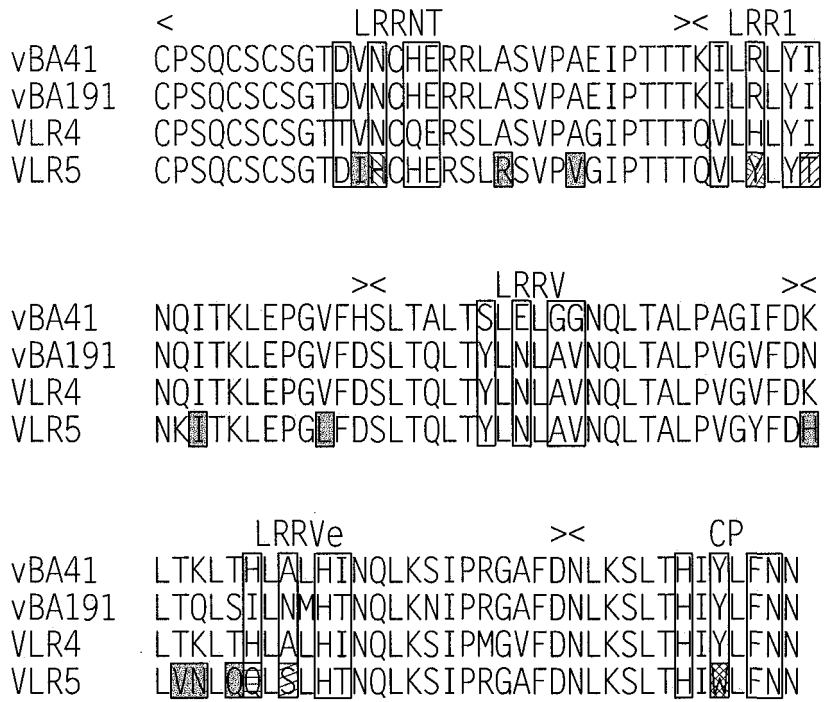 < LRRNT >< LRR1
vBA41 CPSQCSCSGTDVNCHERRLASVPAEIPTTTKILRLYI
vBA191 CPSQCSCSGTDVNCHERRLASVPAEIPTTTKILRLYI
VLR4 CPSQCSCSGTTVNCQERSLASVPAGIPTTTQVLHLYI
VLR5 CPSQCSCSGTDINCHERSLRSVPVGIPTTTQVLYLYI
>< LRRV ><
vBA41 NQITKLEPGVFHSLTALTSLELGGNQLTALPAGIFDK
vBA191 NQITKLEPGVFDSLTQLTYLNLAVNQLTALPVGVFDN
VLR4 NQITKLEPGVFDSLTQLTYLNLAVNQLTALPVGVFDK
VLR5 NKITKLEPGLFDSLTQLTYLNLAVNQLTALPVGYFDH
LRRVe >< CP
vBA41 LTKLTHLALHINQLKSIPRGAFDNLKSLTHIYLFNN
vBA191 LTQLSILNMHTNQLKNIPRGAFDNLKSLTHIYLFNN
VLR4 LTKLTHLALHINQLKSIPMGVFDNLKSLTHIYLFNN
VLR5 LVNLQQLSLHTNQLKSIPRGAFDNLKSLTHIWLFNN